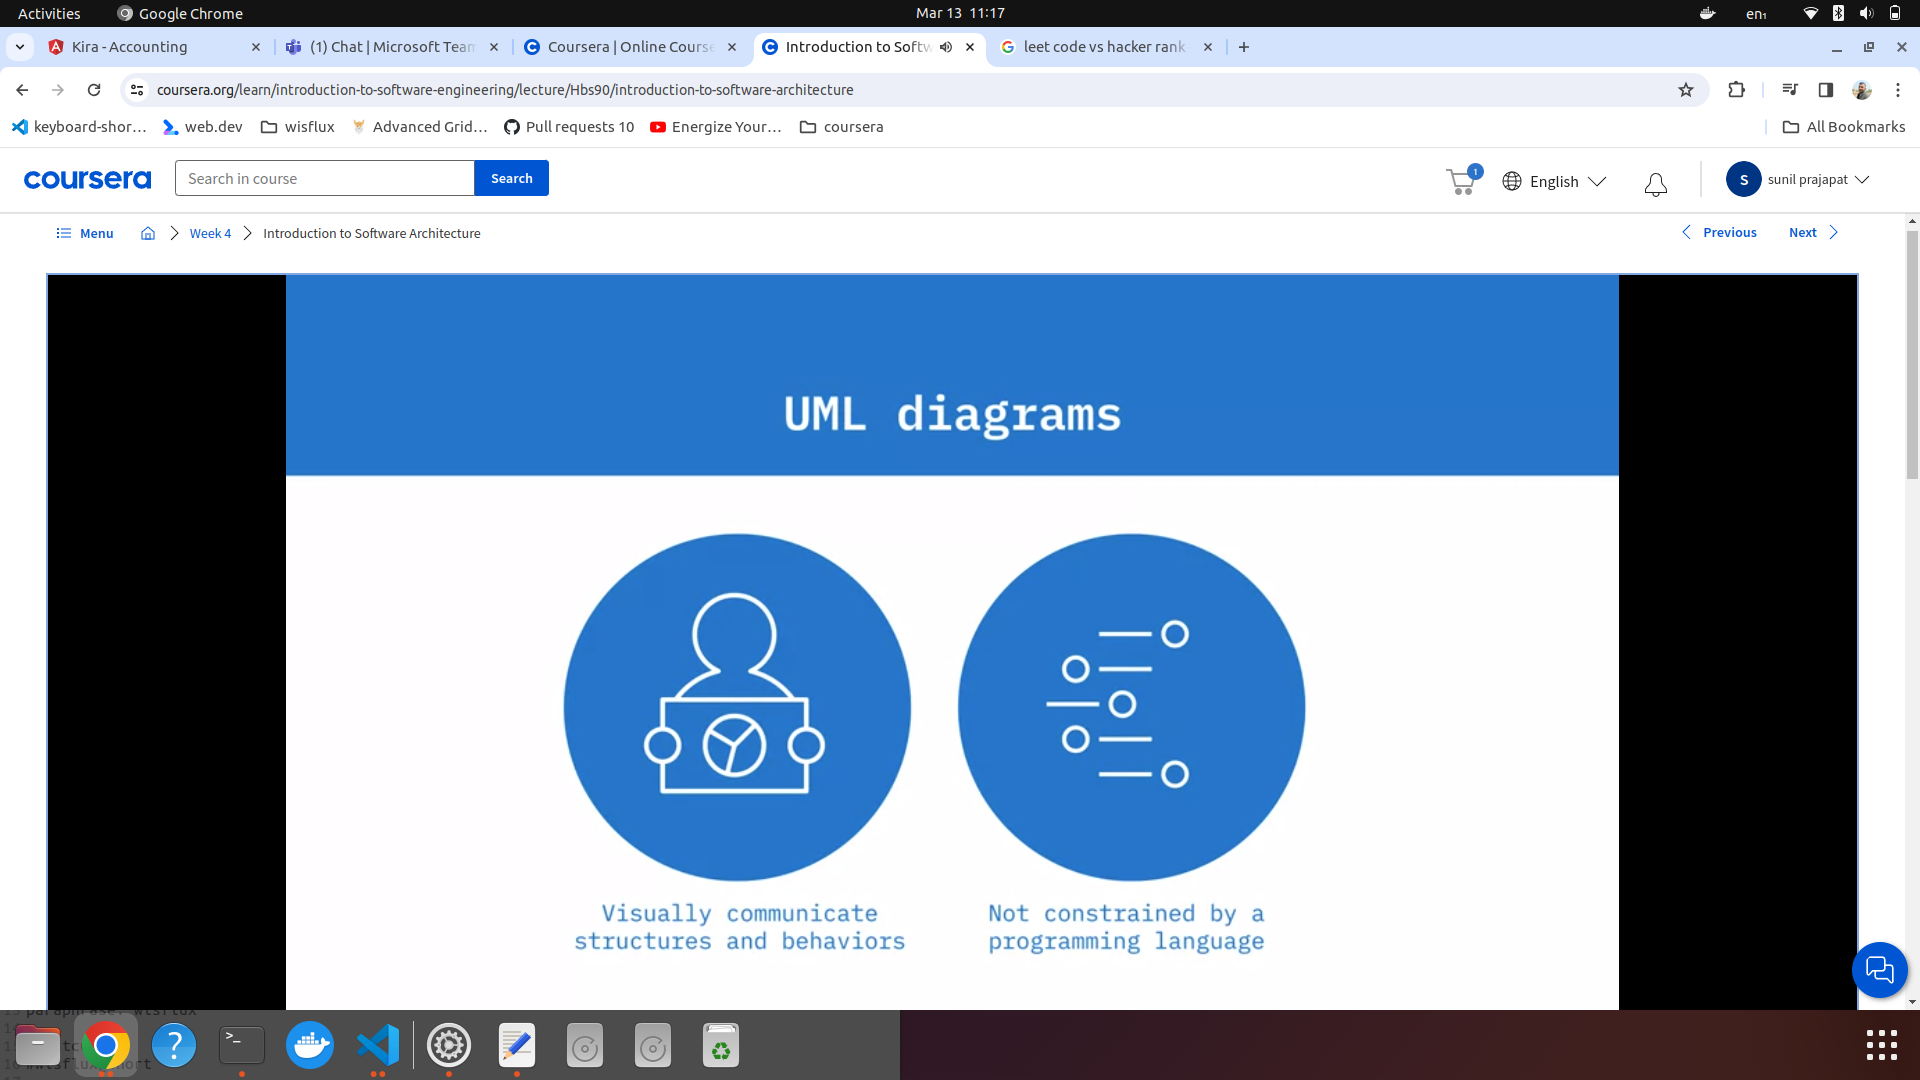 Activities
Google Chrome
Mar 13 11:17
en₁
Kira - Accounting
(1) Chat | Microsoft Team
Coursera | Online Course
Introduction to Softw
leet code vs hacker rank
coursera.org/learn/introduction-to-software-engineering/lecture/Hbs90/introduction-to-software-architecture
keyboard-shor...
web.dev
wisflux
Advanced Grid...
Pull requests 10
Energize Your...
coursera
All Bookmarks
coursera
Search in course
Search
1
English
S
sunil prajapat
Menu
Week 4
Introduction to Software Architecture
Previous
Next
UML diagrams
Visually communicate
structures and behaviors
Not constrained by a
programming language